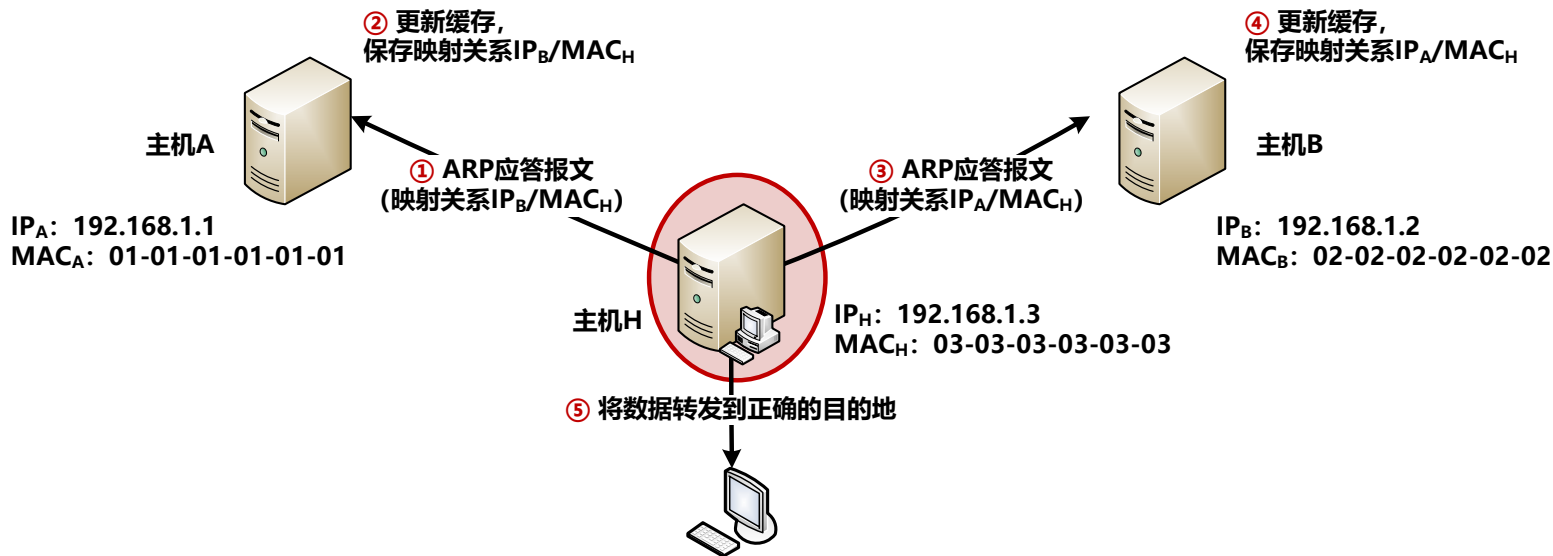 ② 更新缓存，
保存映射关系IPB/MACH
④ 更新缓存，
保存映射关系IPA/MACH
主机A
主机B
① ARP应答报文
(映射关系IPB/MACH)
③ ARP应答报文
(映射关系IPA/MACH)
IPA：192.168.1.1
MACA：01-01-01-01-01-01
IPB：192.168.1.2
MACB：02-02-02-02-02-02
主机H
IPH：192.168.1.3
MACH：03-03-03-03-03-03
⑤ 将数据转发到正确的目的地